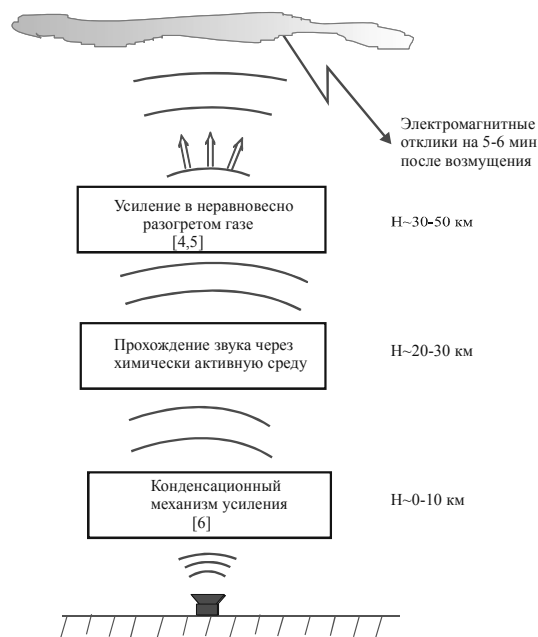 Электромагнитные
отклики на 5-6 мин
после возмущения
Усиление в неравновесно
разогретом газе
[4,5]
H~30-50 км
Прохождение звука через
химически активную среду
H~20-30 км
Конденсационный
механизм усиления
[6]
H~0-10 км